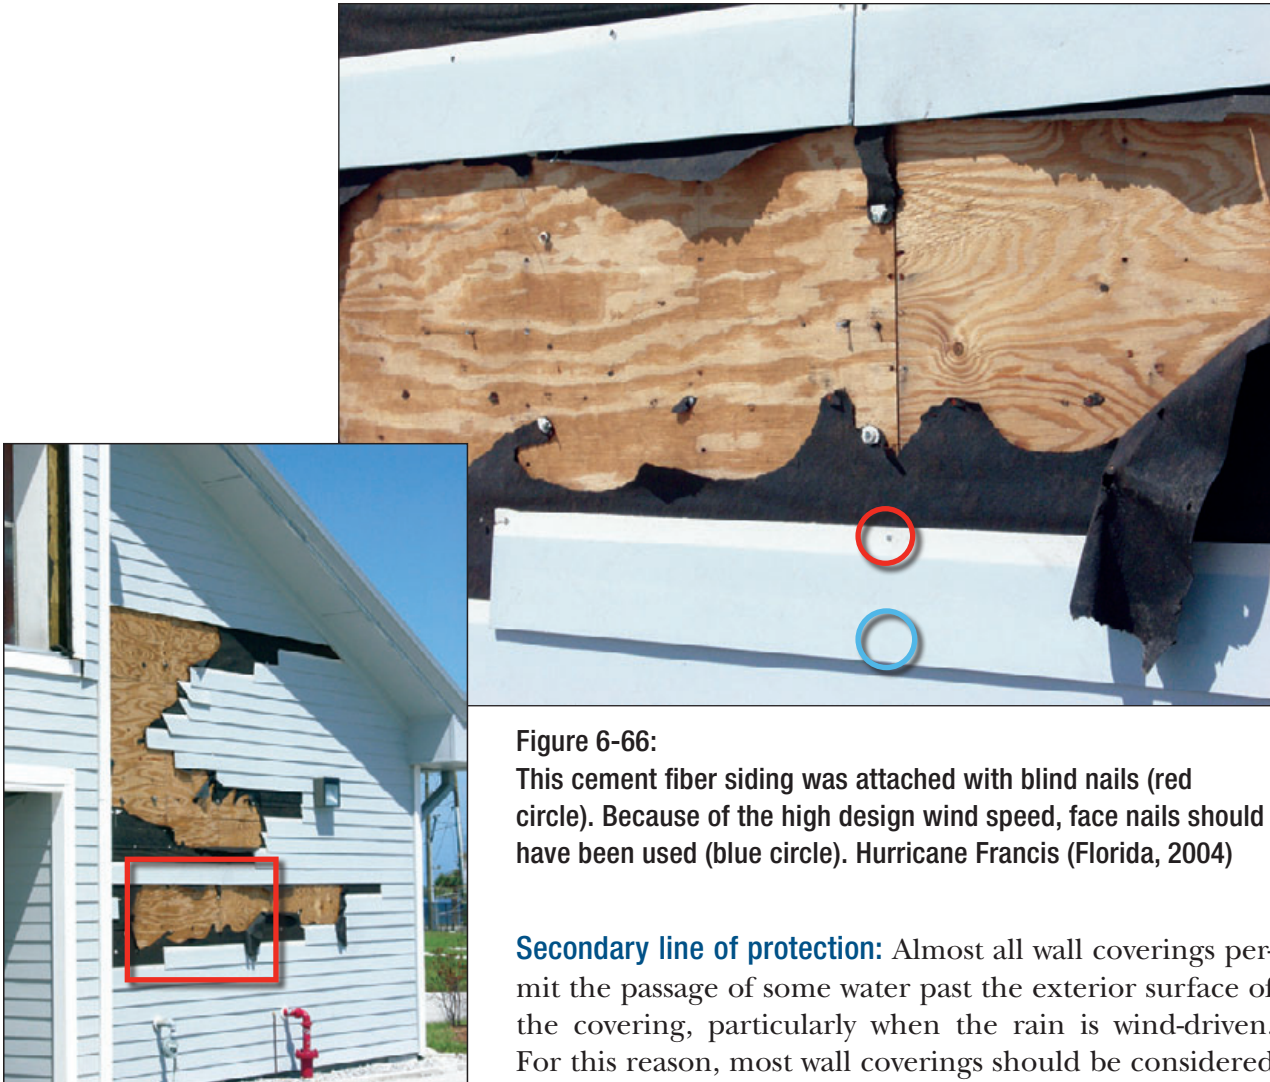 Figure 6-66:
This cement fiber siding was attached with blind nails (red
circle). Because of the high design wind speed, face nails should
have been used (blue circle). Hurricane Francis (Florida, 2004)
Secondary line of protection: Almost all wall coverings per-
mit the passage of some water past the exterior surface of
the covering, particularly when the rain is wind-driven.
For this reason, most wall coverings should be considered